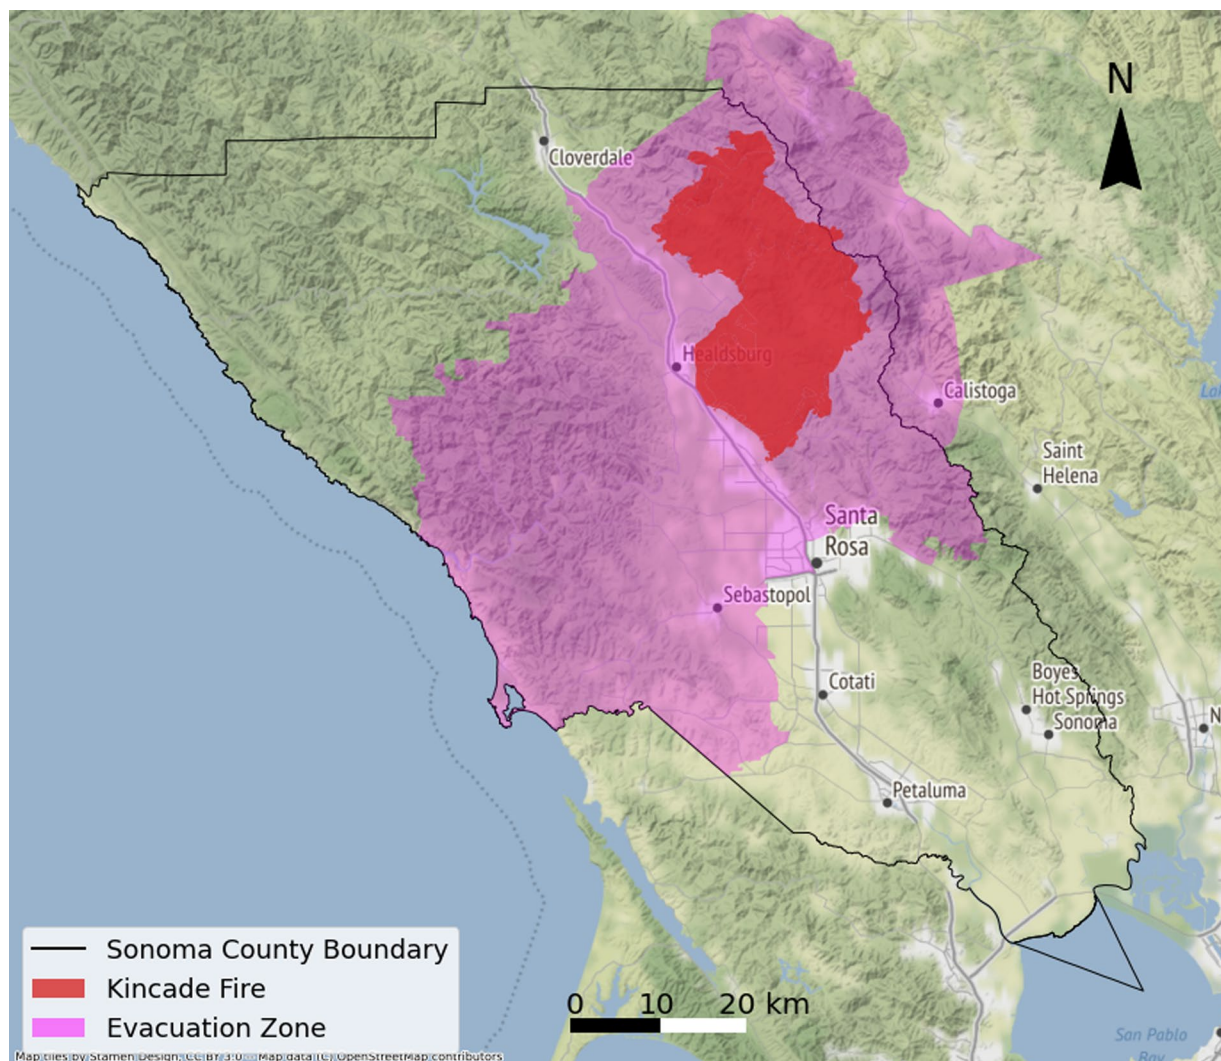 N
Cloverdale
Healdsburg
Calistoga
Saint
Helena
Santa
Rosa
Sebastopol
Cotati
Boyes
Hot Springs
Sonoma
N
Petaluma
Sonoma County Boundary
Kincade Fire
Evacuation Zone
0 10 20 km
San Pablo
Bay
Map tiles by Stamen Design, CC BY 3.0. Map data (C) OpenStreetMap contributors